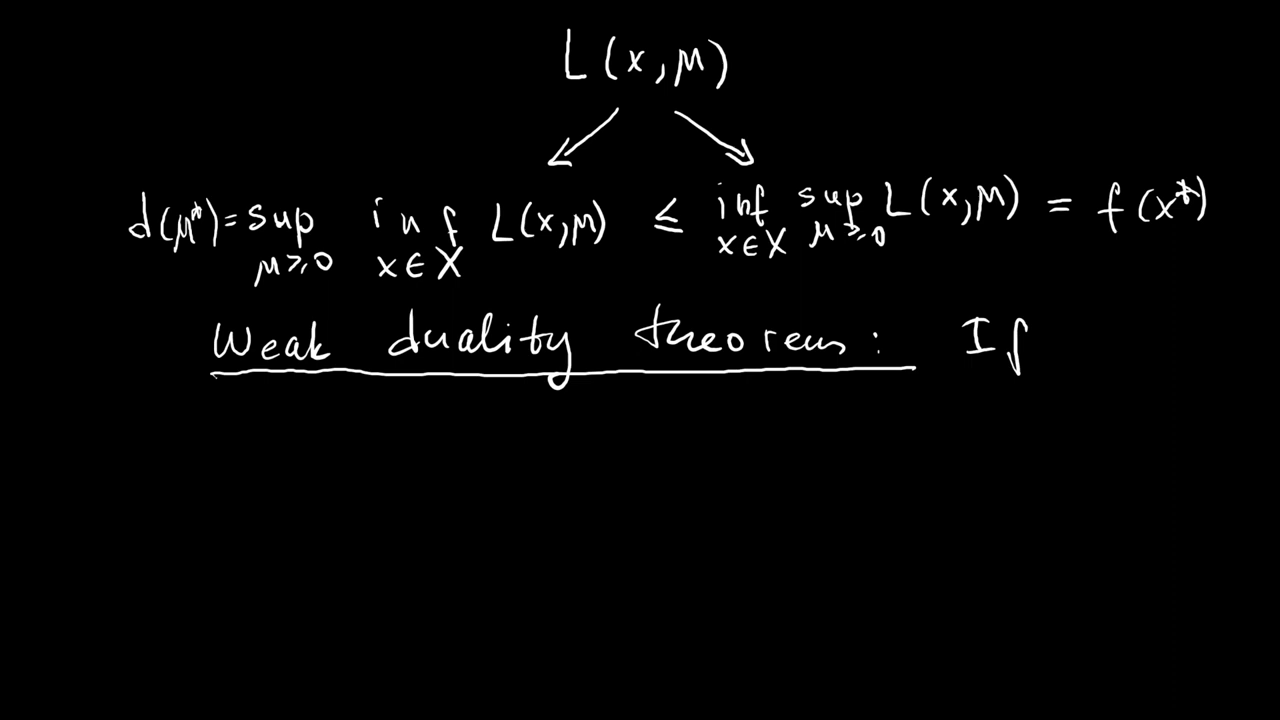 L(x,μ)
d(μ*)= sup inf L(x,μ) ≤ inf sup L(x,μ) = f(x*)
μ⩾0 x∈X x∈X μ⩾0
Weak duality theorem: If